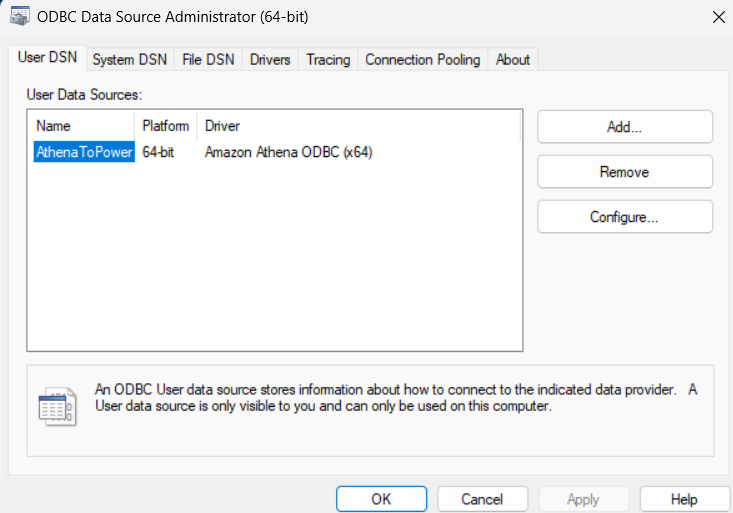 ODBC Data Source Administrator (64-bit)
User DSN System DSN File DSN Drivers Tracing Connection Pooling About
User Data Sources:
Name Platform Driver
AthenaToPower 64-bit Amazon Athena ODBC (x64)
Add...
Remove
Configure...
An ODBC User data source stores information about how to connect to the indicated data provider. A
User data source is only visible to you and can only be used on this computer.
OK Cancel Apply Help